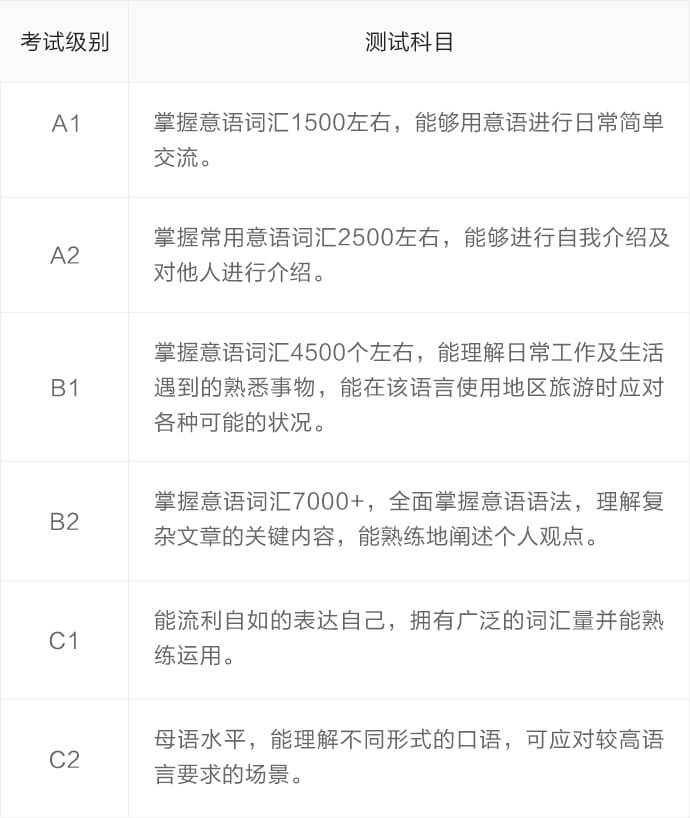 考试级别
测试科目
A1
掌握意语词汇1500左右，能够用意语进行日常简单
交流。
A2
掌握常用意语词汇2500左右，能够进行自我介绍及
对他人进行介绍。
B1
掌握意语词汇4500个左右，能理解日常工作及生活
遇到的熟悉事物，能在该语言使用地区旅游时应对
各种可能的状况。
B2
掌握意语词汇7000+，全面掌握意语语法，理解复
杂文章的关键内容，能熟练地阐述个人观点。
C1
能流利自如的表达自己，拥有广泛的词汇量并能熟
练运用。
C2
母语水平，能理解不同形式的口语，可应对较高语
言要求的场景。